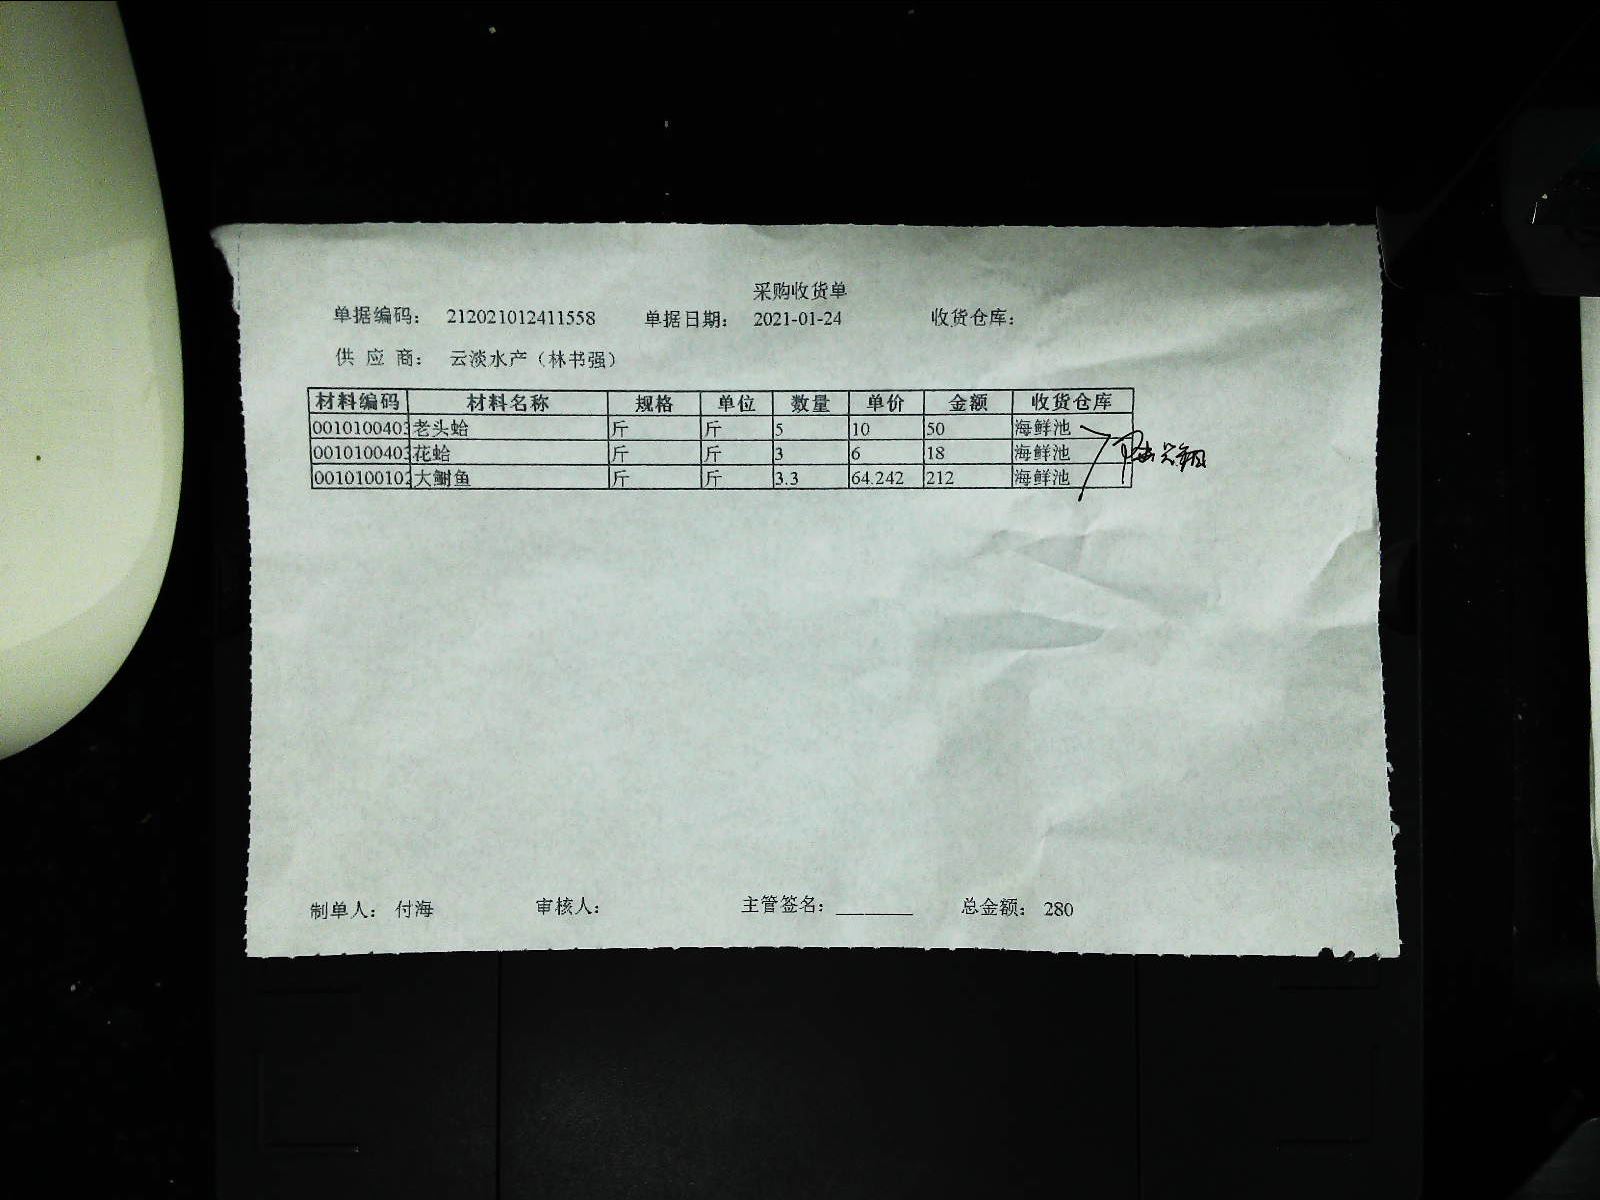 采购收货单
单据编码： 212021012411558 单据日期： 2021-01-24 收货仓库：
供 应 商： 云淡水产（林书强）
材料编码 材料名称 规格 单位 数量 单价 金额 收货仓库
0010100403 老头蛤 斤 斤 5 10 50 海鲜池
0010100403 花蛤 斤 斤 3 6 18 海鲜池
0010100102 大鮒鱼 斤 斤 3.3 64.242 212 海鲜池
制单人： 付海 审核人： 主管签名：________ 总金额： 280